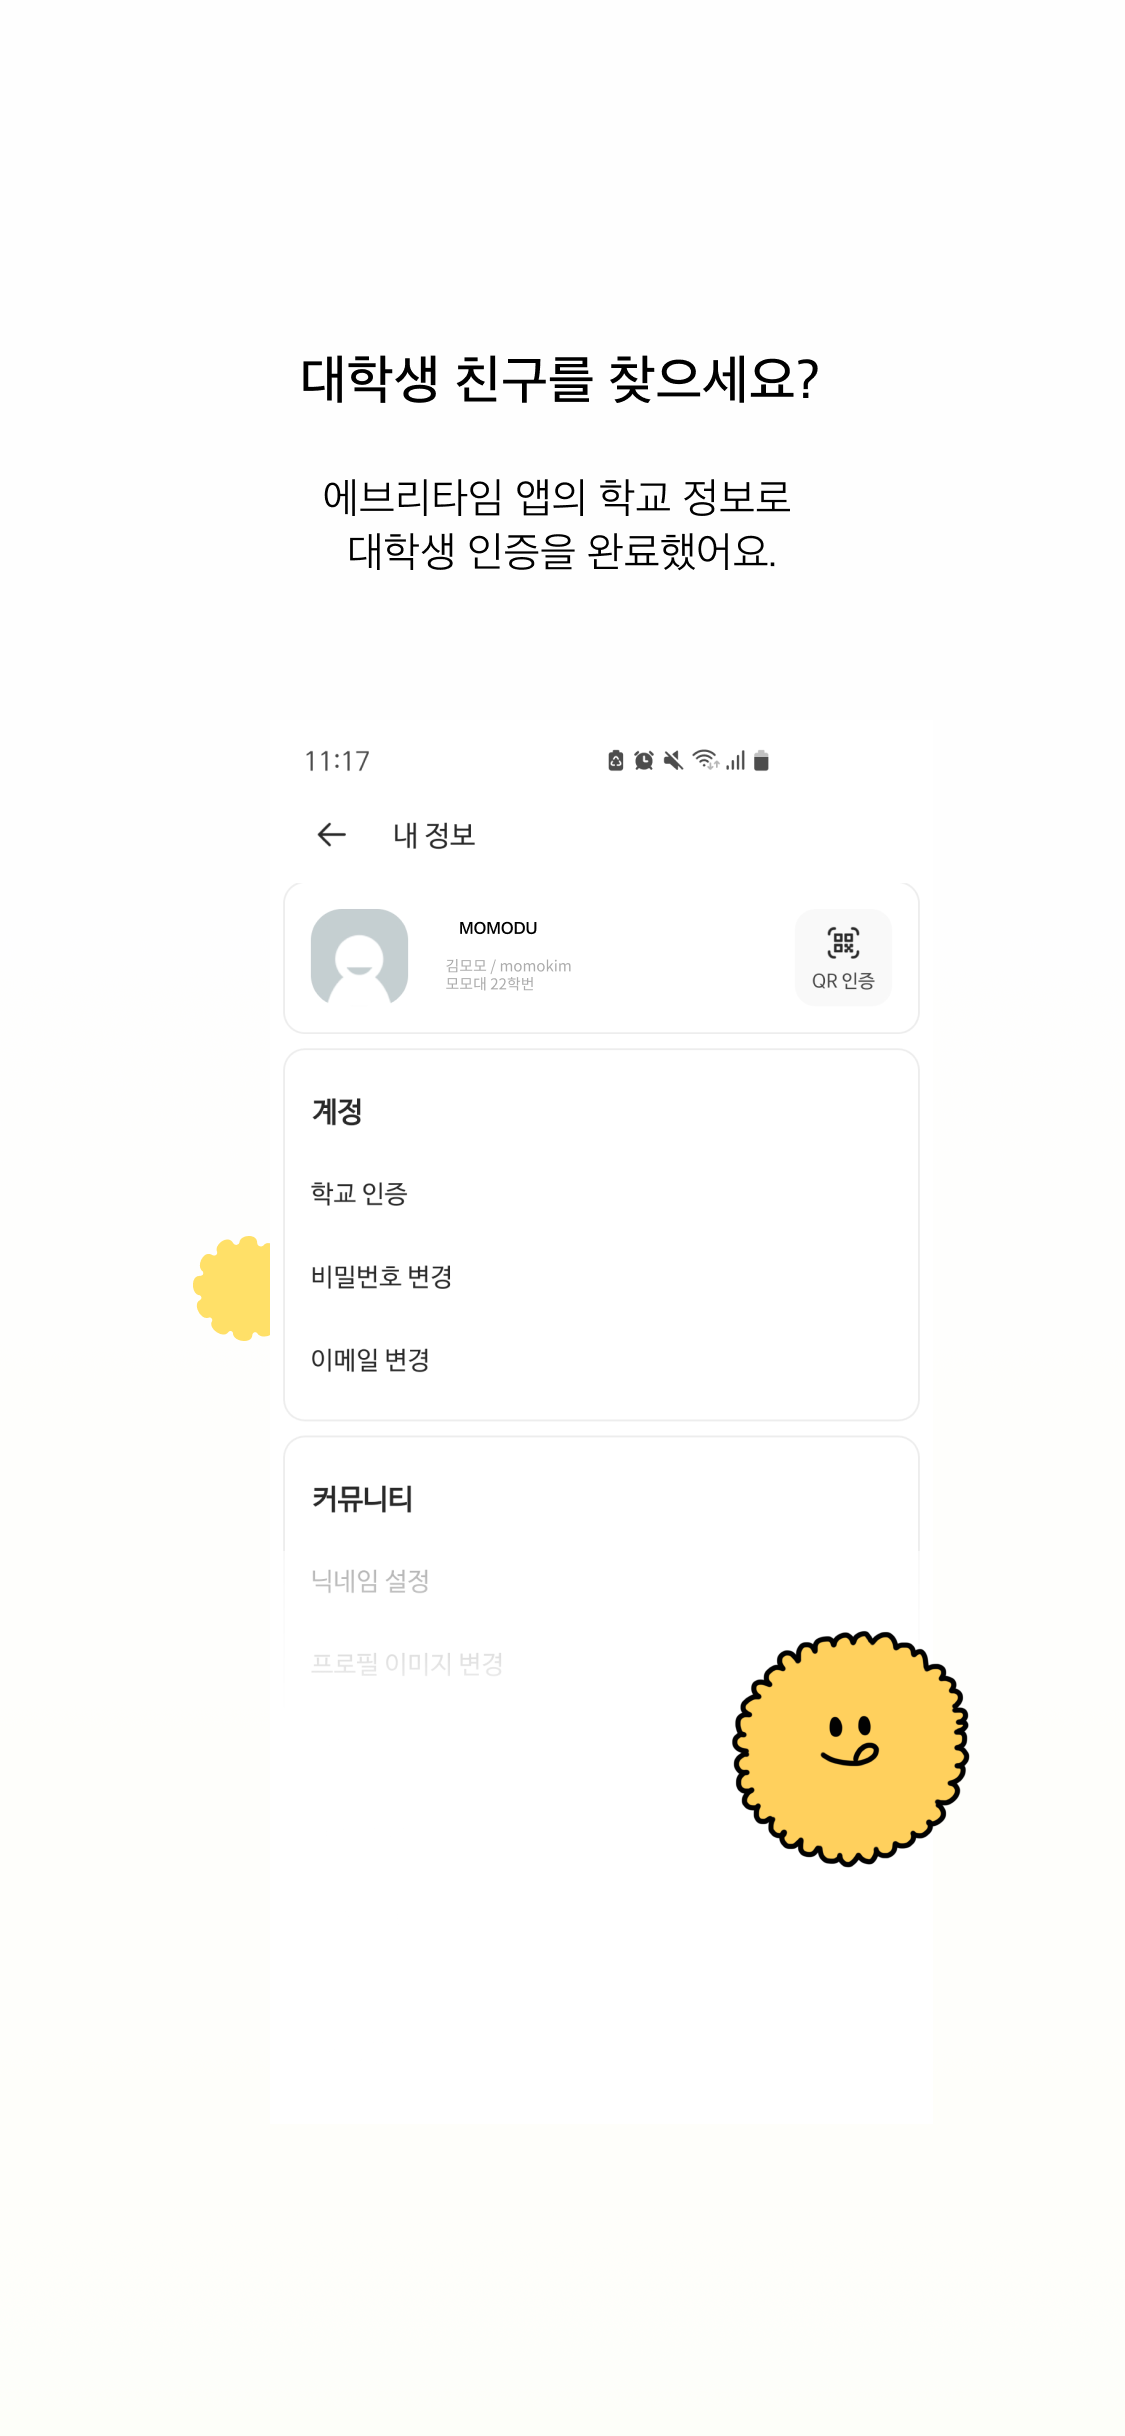 대학생 친구를 찾으세요?
에브리타임 앱의 학교 정보로
대학생 인증을 완료했어요.
11:17
내 정보
MOMODU
김모모 / momokim
모모대 22학번
QR 인증
계정
학교 인증
비밀번호 변경
이메일 변경
커뮤니티
닉네임 설정
프로필 이미지 변경